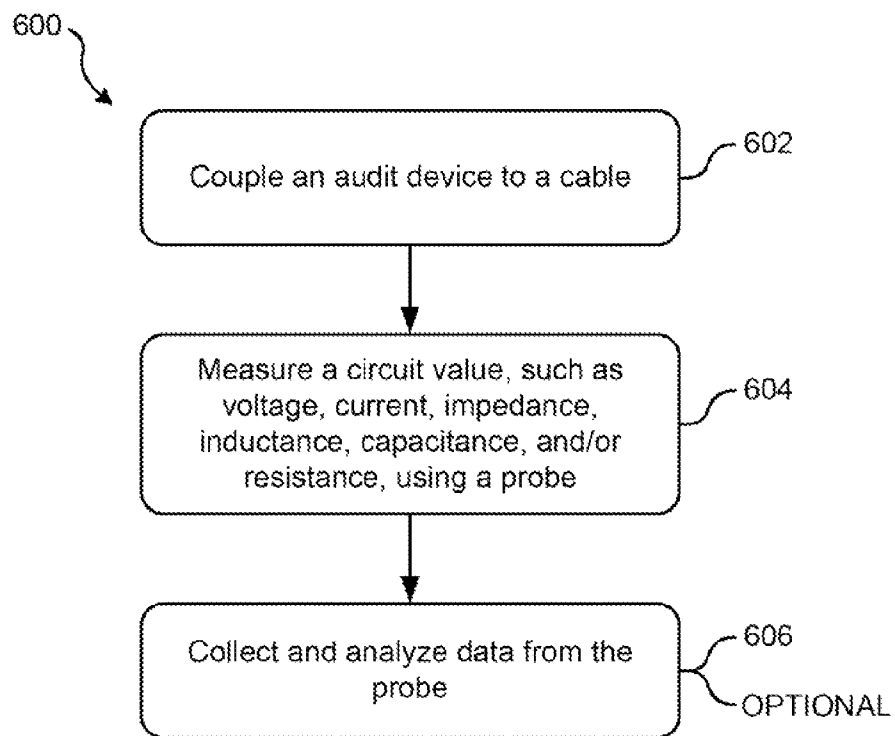 600
Couple an audit device to a cable
602
Measure a circuit value, such as
voltage, current, impedance,
inductance, capacitance, and/or
resistance, using a probe
604
Collect and analyze data from the
probe
606
OPTIONAL